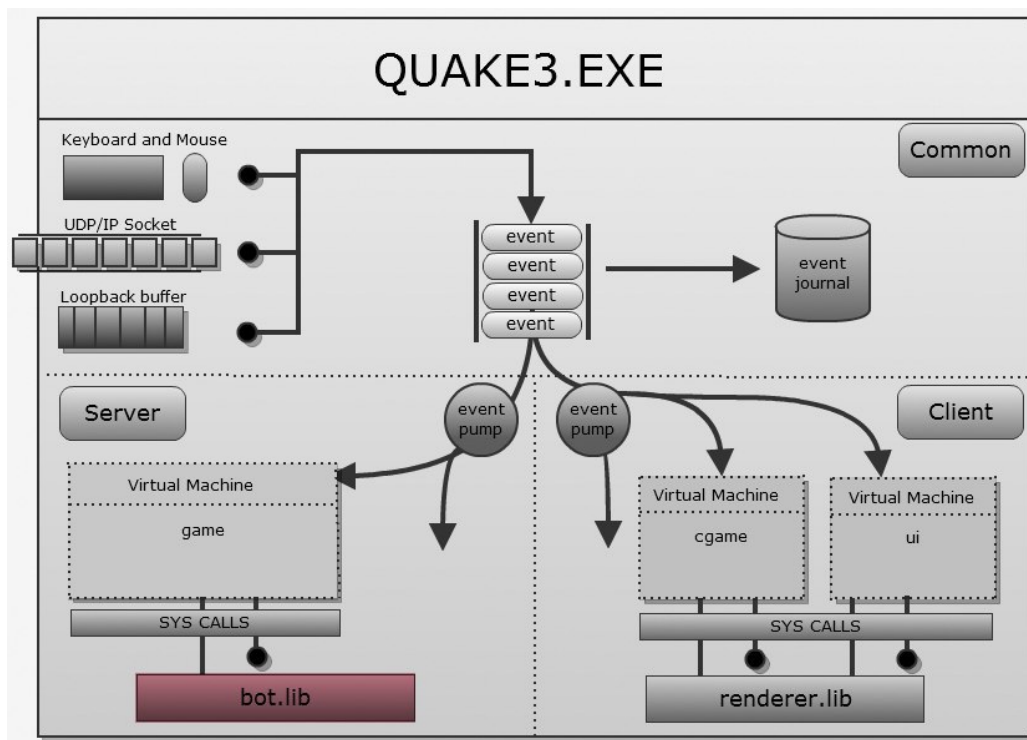 QUAKE3.EXE
Keyboard and Mouse
Common
UDP/IP Socket
Loopback buffer
event
event
event
event
event
journal
Server
event
pump
event
pump
Client
Virtual Machine
game
Virtual Machine
cgame
Virtual Machine
ui
SYS CALLS
SYS CALLS
bot.lib
renderer.lib